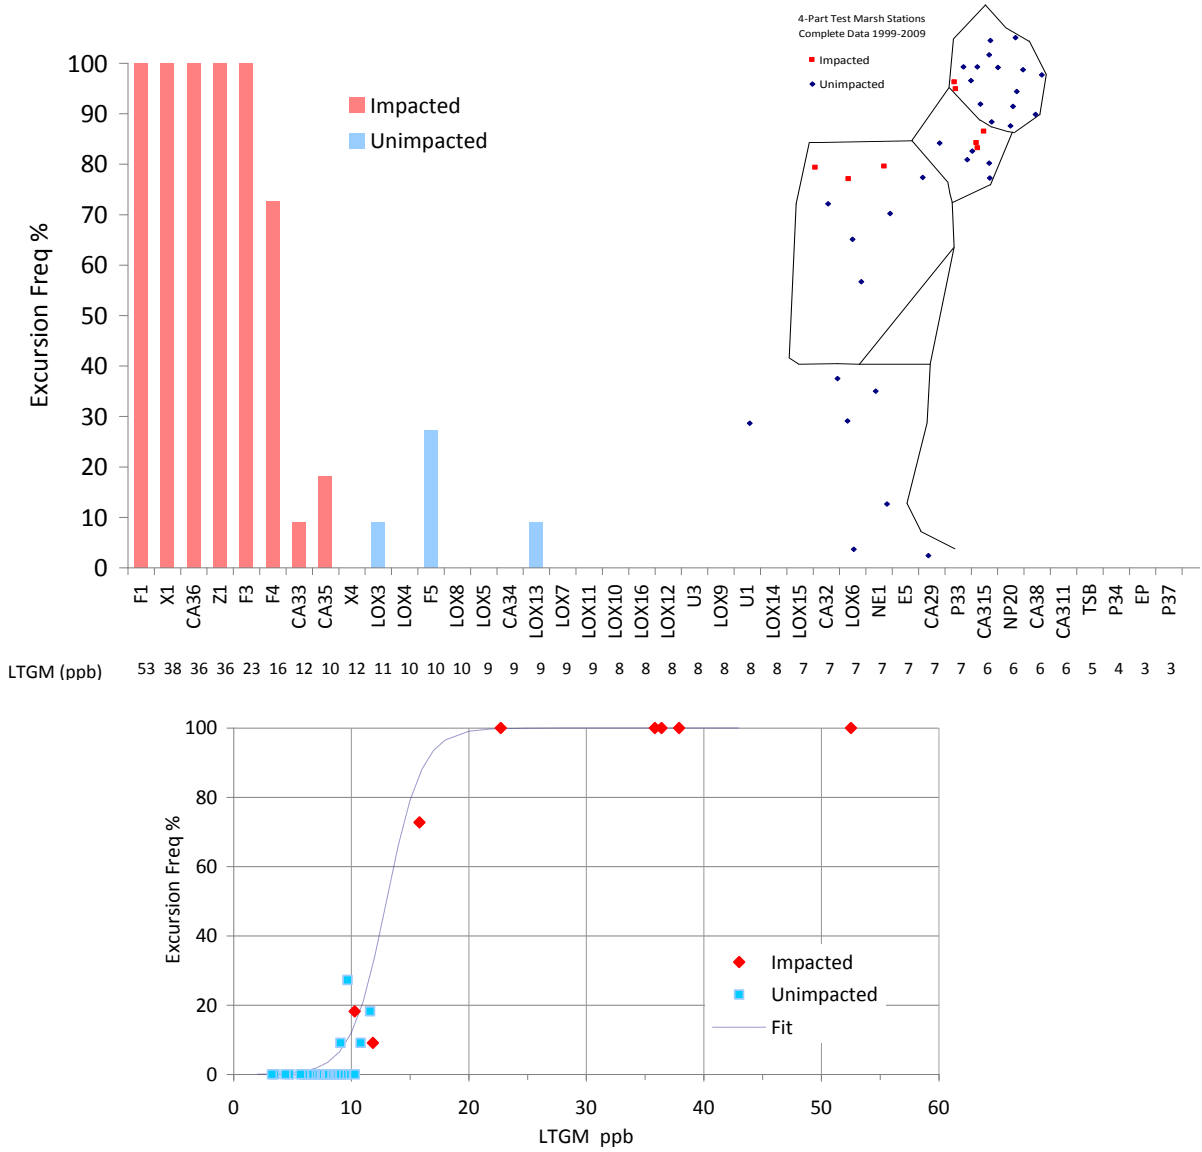 4-Part Test Marsh Stations
Complete Data 1999-2009
Impacted
Unimpacted
Excursion Freq %
100
90
80
70
60
50
40
30
20
10
0
Impacted
Unimpacted
F1 X1 CA36 Z1 F3 F4 CA33 CA35 X4 LOX3 LOX4 F5 LOX8 LOX5 CA34 LOX13 LOX7 LOX11 LOX10 LOX16 LOX12 U3 LOX9 U1 LOX14 LOX15 CA32 LOX6 NE1 E5 CA29 P33 CA315 NP20 CA38 CA311 TSB P34 EP P37
LTGM (ppb) 53 38 36 36 23 16 12 10 12 11 10 10 10 9 9 9 9 9 8 8 8 8 8 8 8 7 7 7 7 7 7 7 6 6 6 6 5 4 3 3
Excursion Freq %
100
80
60
40
20
0
Impacted
Unimpacted
Fit
0 10 20 30 40 50 60
LTGM ppb